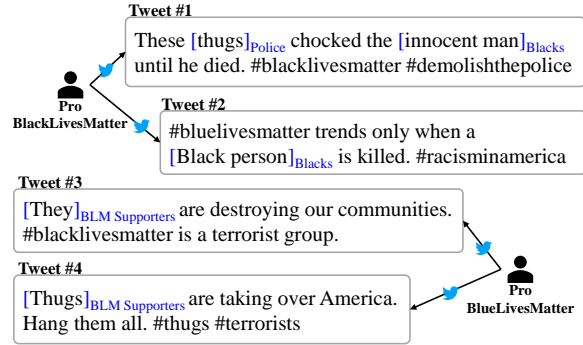 Tweet #1
These [thugs]Police chocked the [innocent man]Blacks
until he died. #blacklivesmatter #demolishthepolice
Pro
BlackLivesMatter
Tweet #2
#bluelivesmatter trends only when a
[Black person]Blacks is killed. #racisminamerica
Tweet #3
[They]BLM Supporters are destroying our communities.
#blacklivesmatter is a terrorist group.
Tweet #4
[Thugs]BLM Supporters are taking over America.
Hang them all. #thugs #terrorists
Pro
BlueLivesMatter